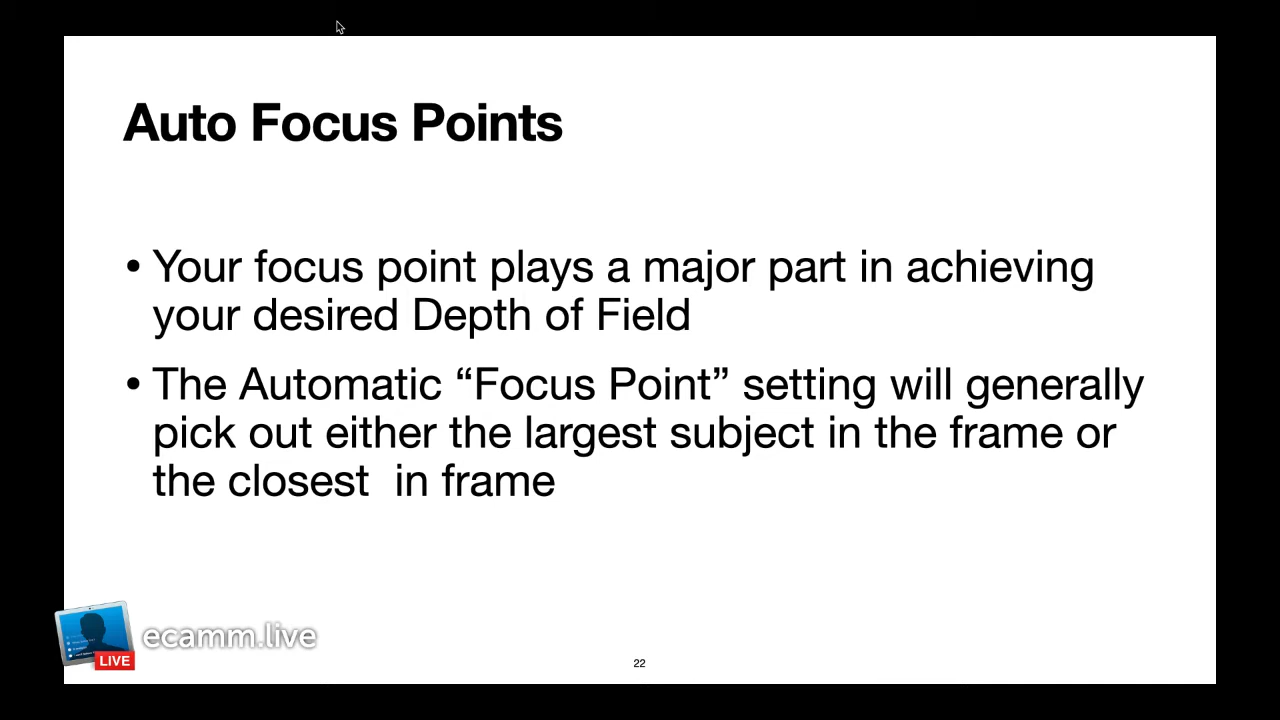 Auto Focus Points
• Your focus point plays a major part in achieving
your desired Depth of Field
• The Automatic “Focus Point” setting will generally
pick out either the largest subject in the frame or
the closest  in frame
ecamm.live
LIVE
22